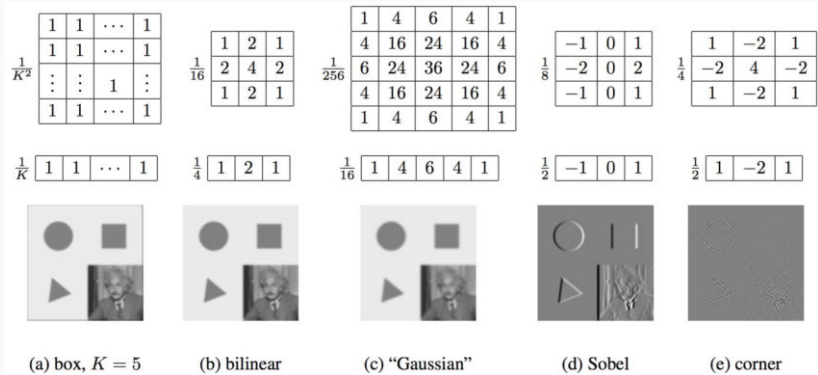 1/K² 1 1 ⋯ 1
1 1 ⋯ 1
⋮ ⋮ 1 ⋮
1 1 ⋯ 1
1/16 1 2 1
2 4 2
1 2 1
1/256 1 4 6 4 1
4 16 24 16 4
6 24 36 24 6
4 16 24 16 4
1 4 6 4 1
1/8 −1 0 1
−2 0 2
−1 0 1
1/4 1 −2 1
−2 4 −2
1 −2 1
1/K 1 1 ⋯ 1
1/4 1 2 1
1/16 1 4 6 4 1
1/2 −1 0 1
1/2 1 −2 1
(a) box, K = 5
(b) bilinear
(c) “Gaussian”
(d) Sobel
(e) corner